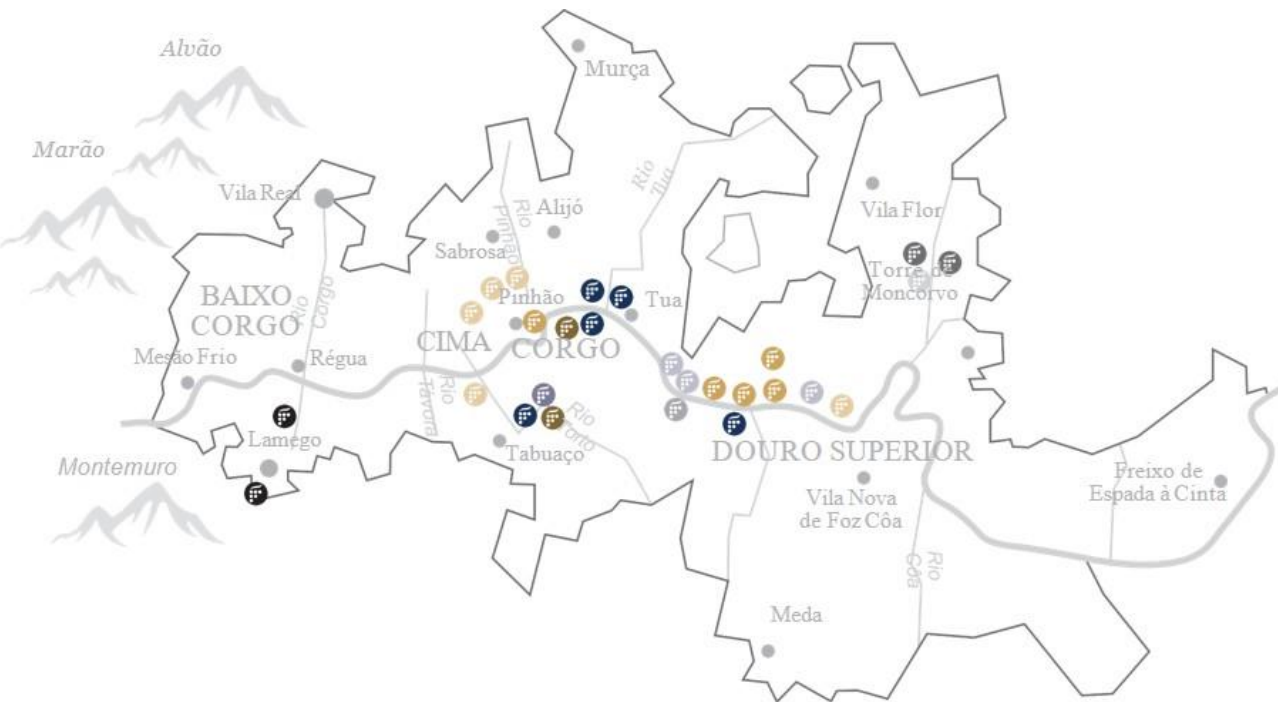 Alvão
Murça
Marão
Rio
Tua
Vila Real
Alijó
Vila Flor
Rio
Pinhão
Sabrosa
Torre de
Moncorvo
BAIXO
CORGO
Rio
Corgo
Pinhão
Tua
CIMA
CORGO
Mesão Frio
Régua
Rio
Távora
Rio
Torto
Lamego
Tabuaço
DOURO SUPERIOR
Montemuro
Freixo de
Espada à Cinta
Vila Nova
de Foz Côa
Rio
Côa
Meda